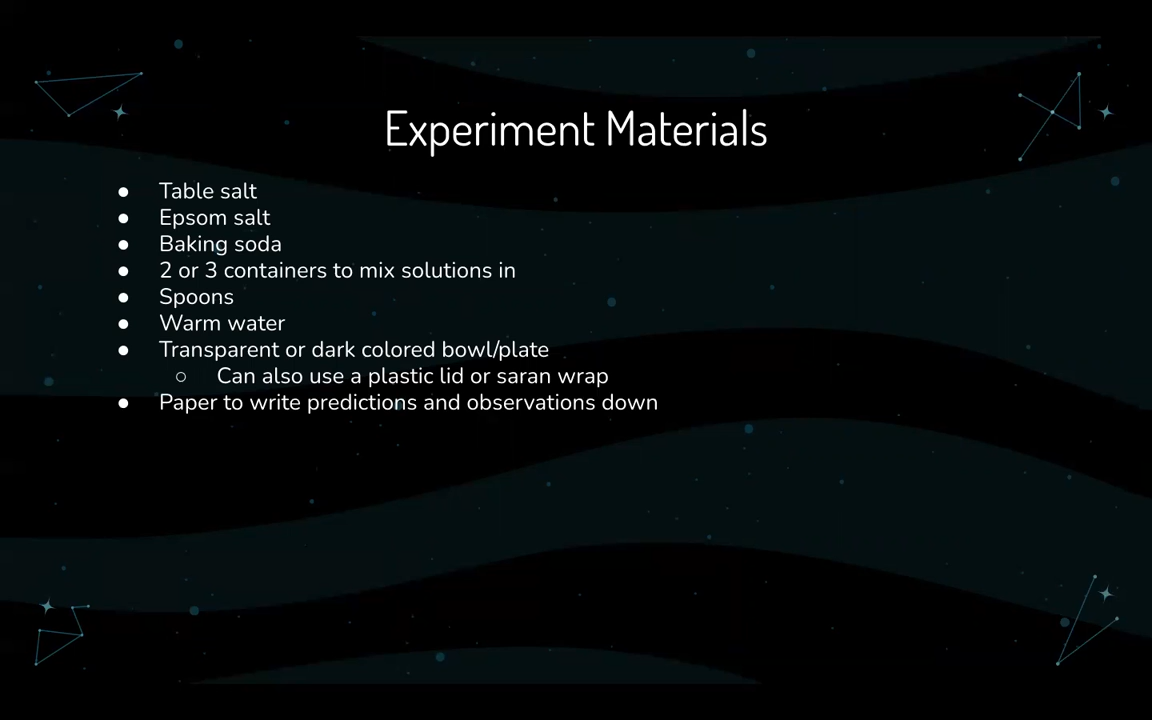 Experiment Materials
● Table salt
● Epsom salt
● Baking soda
● 2 or 3 containers to mix solutions in
● Spoons
● Warm water
● Transparent or dark colored bowl/plate
○ Can also use a plastic lid or saran wrap
● Paper to write predictions and observations down